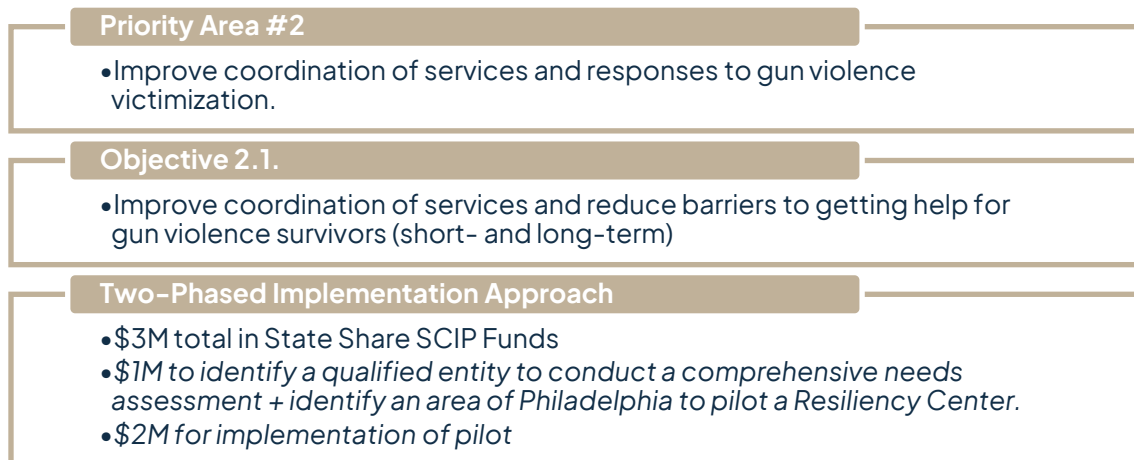 Priority Area #2
•Improve coordination of services and responses to gun violence
victimization.
Objective 2.1.
•Improve coordination of services and reduce barriers to getting help for
gun violence survivors (short- and long-term)
Two-Phased Implementation Approach
•$3M total in State Share SCIP Funds
•$1M to identify a qualified entity to conduct a comprehensive needs
assessment + identify an area of Philadelphia to pilot a Resiliency Center.
•$2M for implementation of pilot